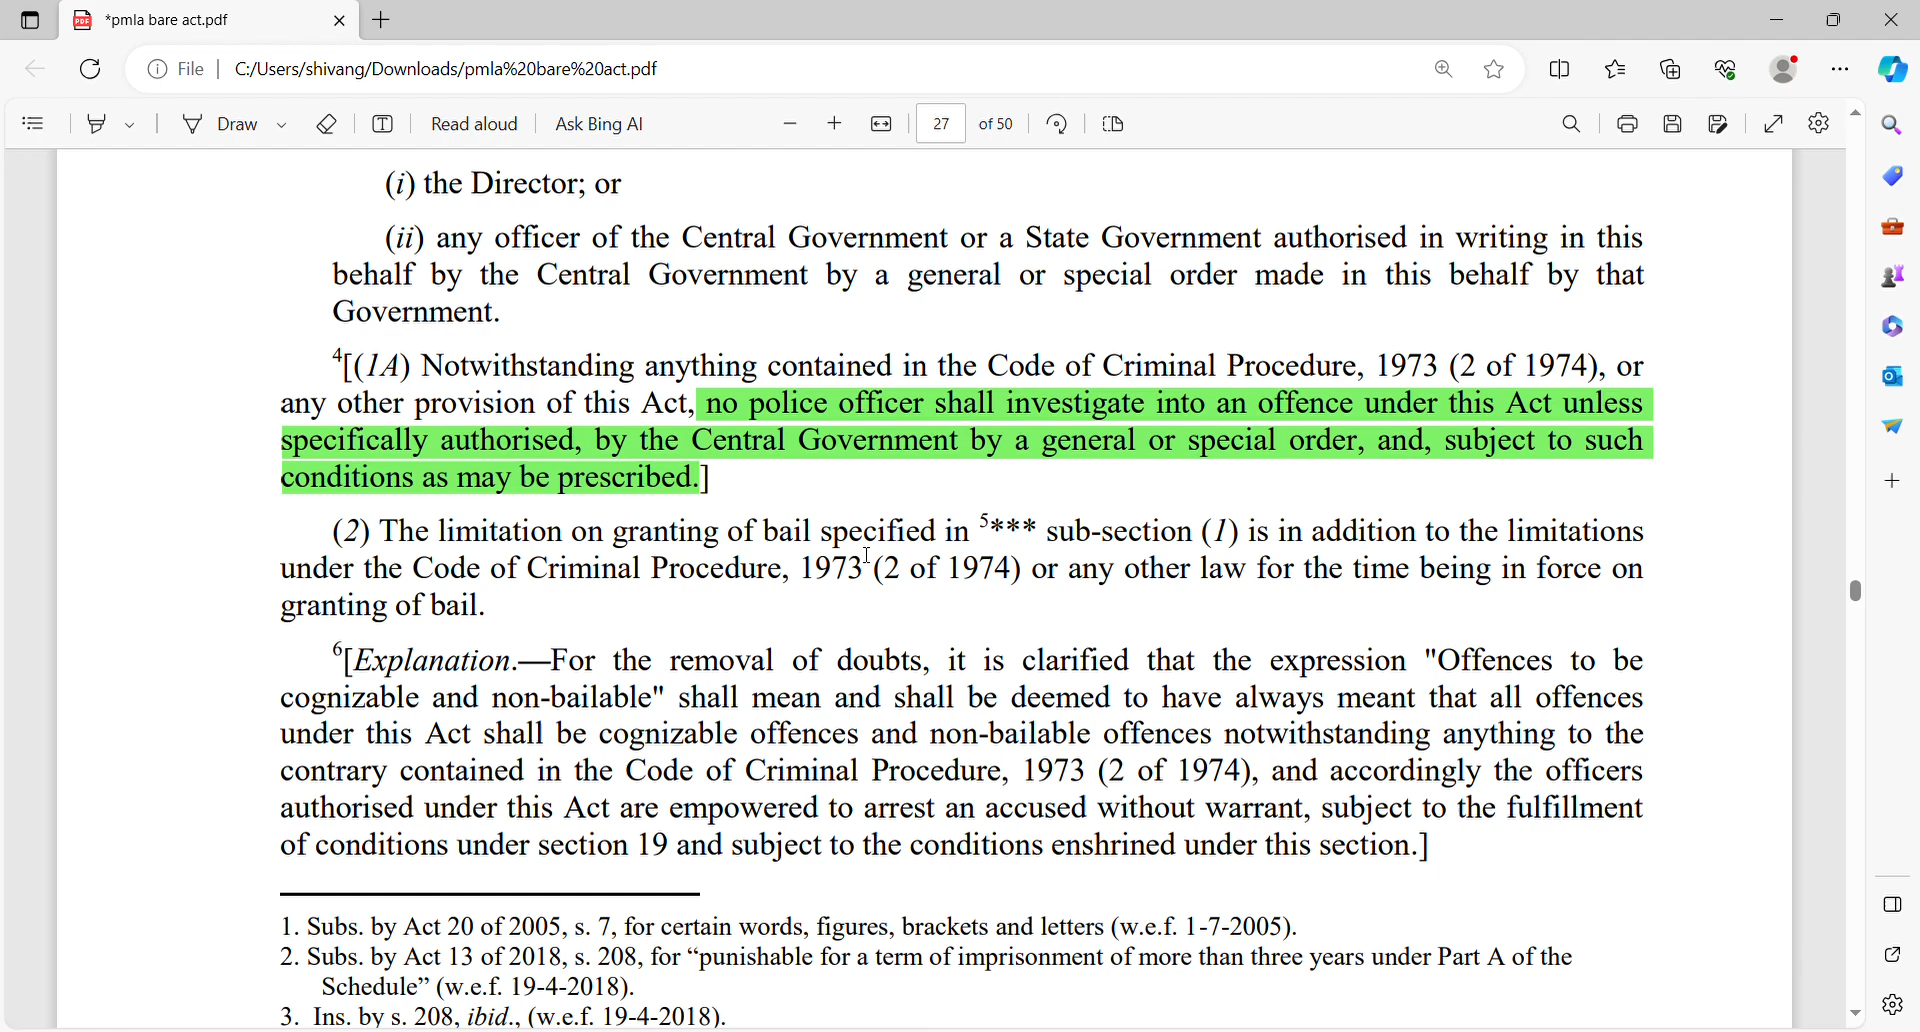 *pmla bare act.pdf
File | C:/Users/shivang/Downloads/pmla%20bare%20act.pdf
Draw
Read aloud
Ask Bing AI
27 of 50
(i) the Director; or
(ii) any officer of the Central Government or a State Government authorised in writing in this
behalf by the Central Government by a general or special order made in this behalf by that
Government.
4[(1A) Notwithstanding anything contained in the Code of Criminal Procedure, 1973 (2 of 1974), or
any other provision of this Act, no police officer shall investigate into an offence under this Act unless
specifically authorised, by the Central Government by a general or special order, and, subject to such
conditions as may be prescribed.]
(2) The limitation on granting of bail specified in 5*** sub-section (1) is in addition to the limitations
under the Code of Criminal Procedure, 1973 (2 of 1974) or any other law for the time being in force on
granting of bail.
6[Explanation.—For the removal of doubts, it is clarified that the expression "Offences to be
cognizable and non-bailable" shall mean and shall be deemed to have always meant that all offences
under this Act shall be cognizable offences and non-bailable offences notwithstanding anything to the
contrary contained in the Code of Criminal Procedure, 1973 (2 of 1974), and accordingly the officers
authorised under this Act are empowered to arrest an accused without warrant, subject to the fulfillment
of conditions under section 19 and subject to the conditions enshrined under this section.]
1. Subs. by Act 20 of 2005, s. 7, for certain words, figures, brackets and letters (w.e.f. 1-7-2005).
2. Subs. by Act 13 of 2018, s. 208, for “punishable for a term of imprisonment of more than three years under Part A of the
Schedule” (w.e.f. 19-4-2018).
3. Ins. by s. 208, ibid., (w.e.f. 19-4-2018).